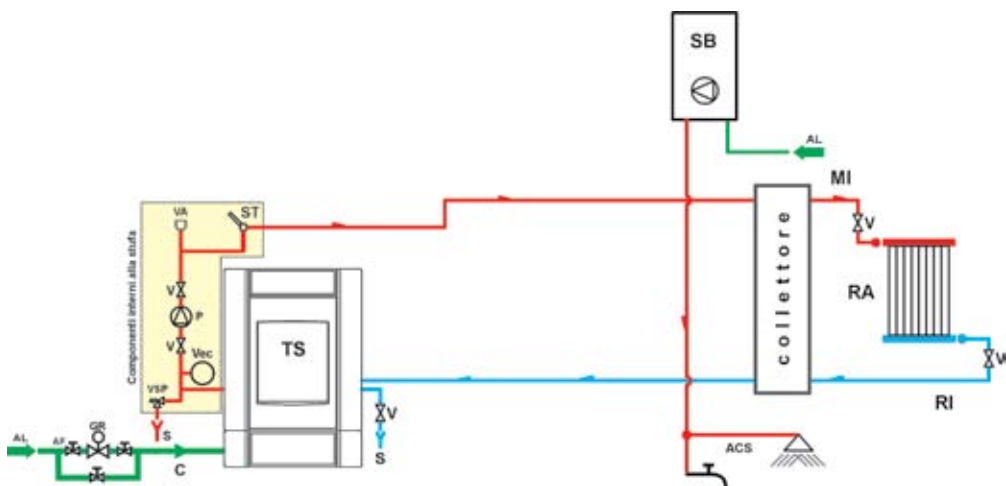 SB
AL
MI
VA
ST
V
V
P
RA
Componenti interni alla stufa
collettore
TS
V
Vec
V
VSP
RI
V
GR
S
AL
AF
C
S
ACS